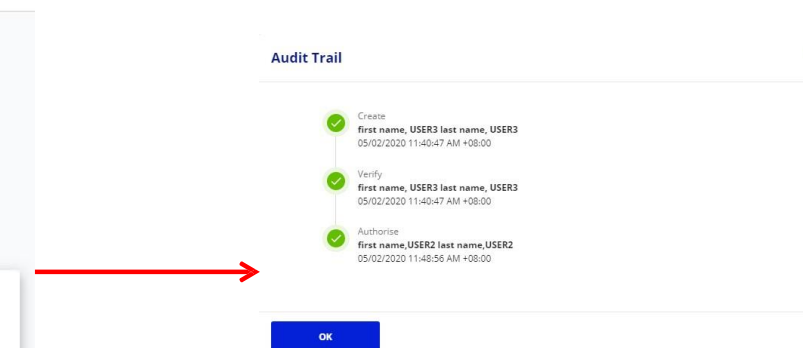 Audit Trail
Create
first name, USER3 last name, USER3
05/02/2020 11:40:47 AM +08:00
Verify
first name, USER3 last name, USER3
05/02/2020 11:40:47 AM +08:00
Authorise
first name,USER2 last name,USER2
05/02/2020 11:48:56 AM +08:00
OK